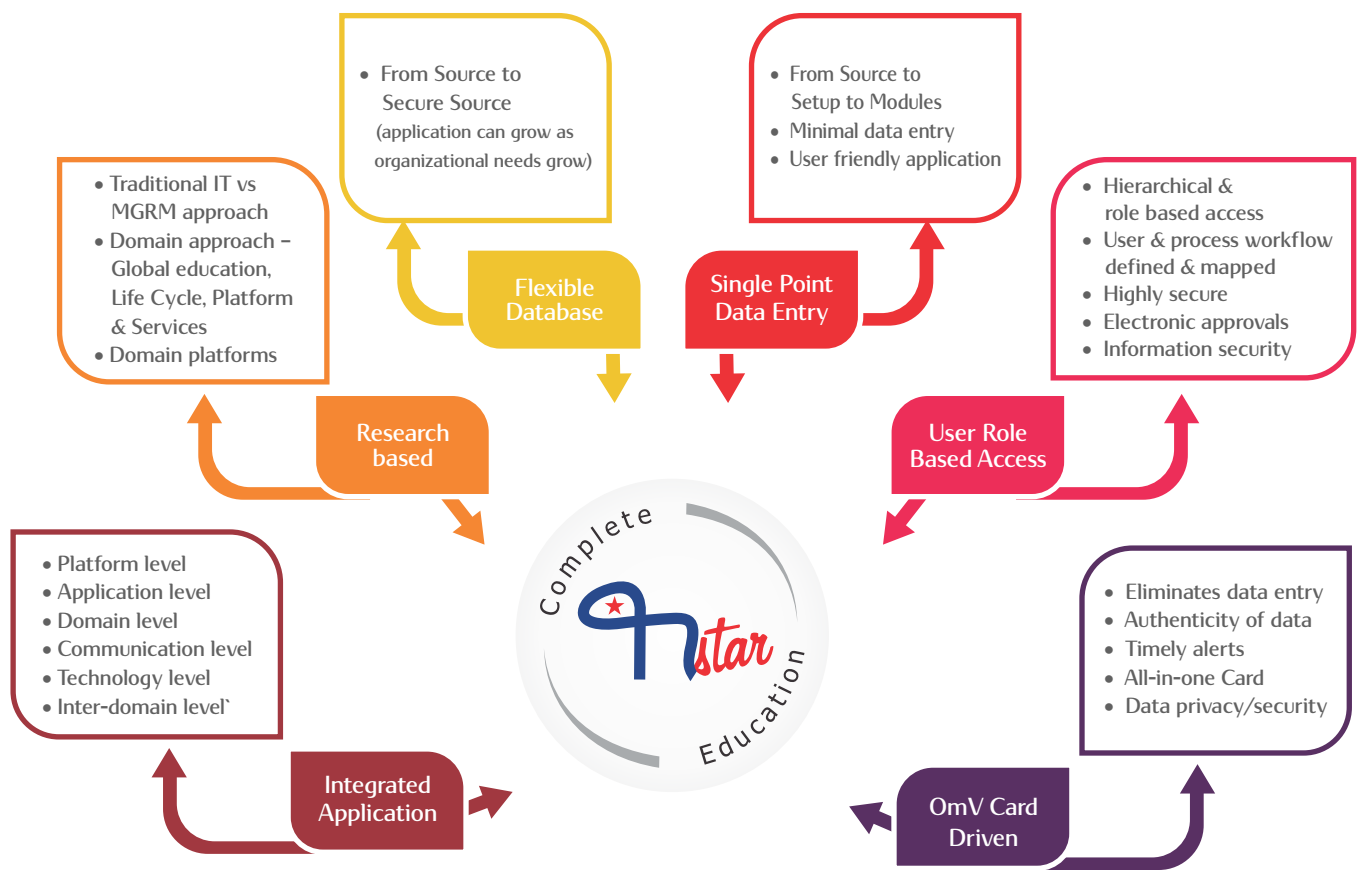 • From Source to
Secure Source
(application can grow as
organizational needs grow)
• From Source to
Setup to Modules
• Minimal data entry
• User friendly application
• Traditional IT vs
MGRM approach
• Domain approach –
Global education,
Life Cycle, Platform
& Services
• Domain platforms
• Hierarchical &
role based access
• User & process workflow
defined & mapped
• Highly secure
• Electronic approvals
• Information security
Flexible
Database
Single Point
Data Entry
Research
based
User Role
Based Access
• Platform level
• Application level
• Domain level
• Communication level
• Technology level
• Inter-domain level`
Complete
star
Education
• Eliminates data entry
• Authenticity of data
• Timely alerts
• All-in-one Card
• Data privacy/security
Integrated
Application
OmV Card
Driven